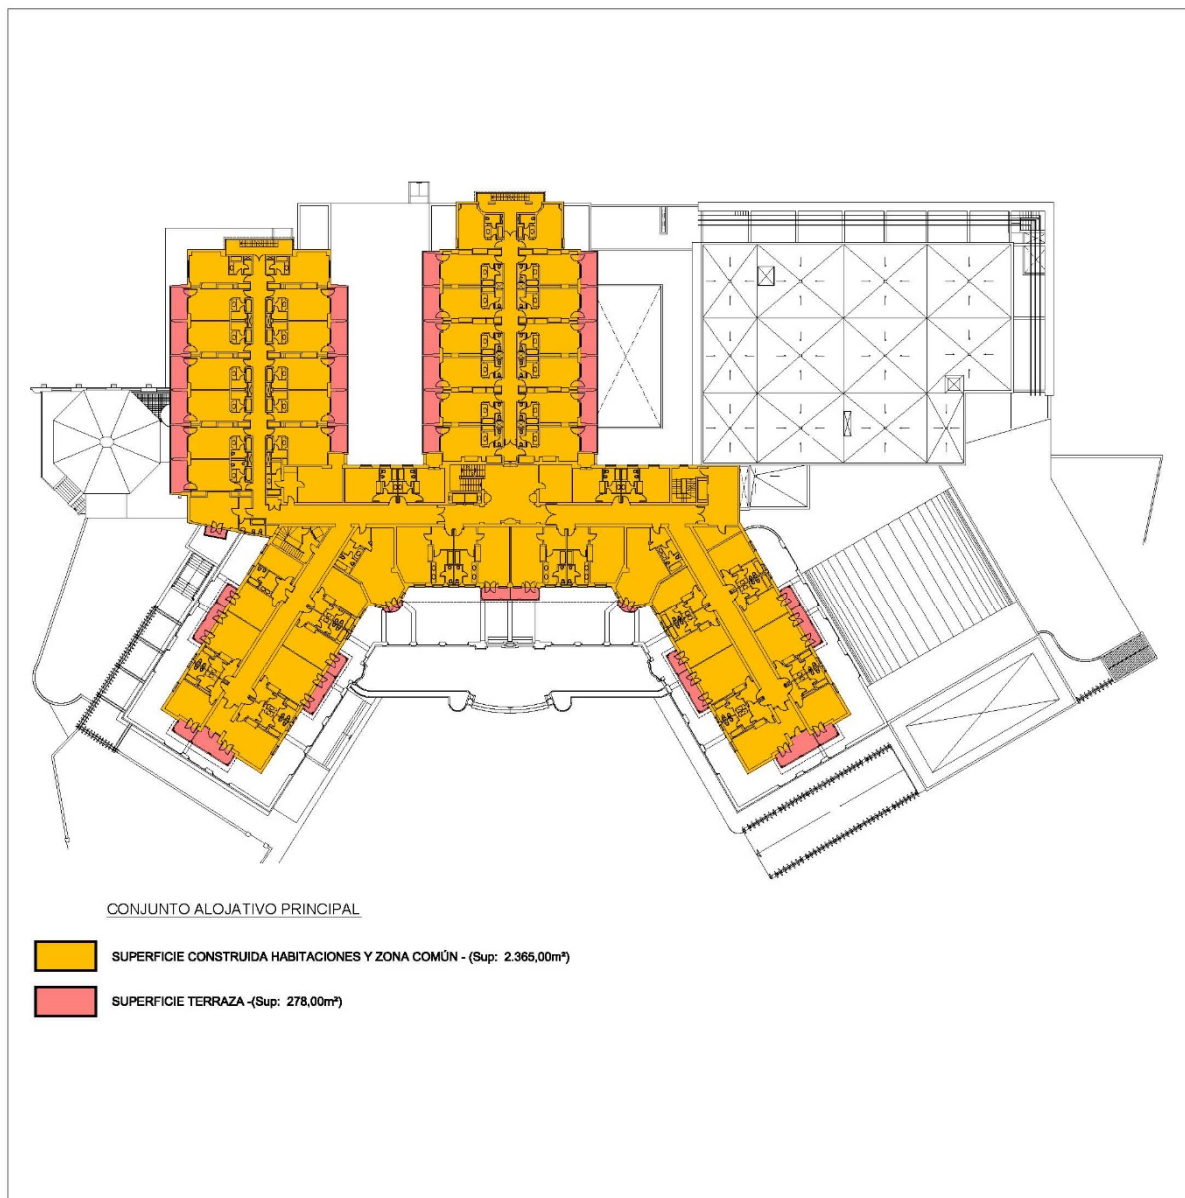 CONJUNTO ALOJATIVO PRINCIPAL
SUPERFICIE CONSTRUIDA HABITACIONES Y ZONA COMÚN - (Sup: 2.365,00m²)
SUPERFICIE TERRAZA -(Sup: 278,00m²)